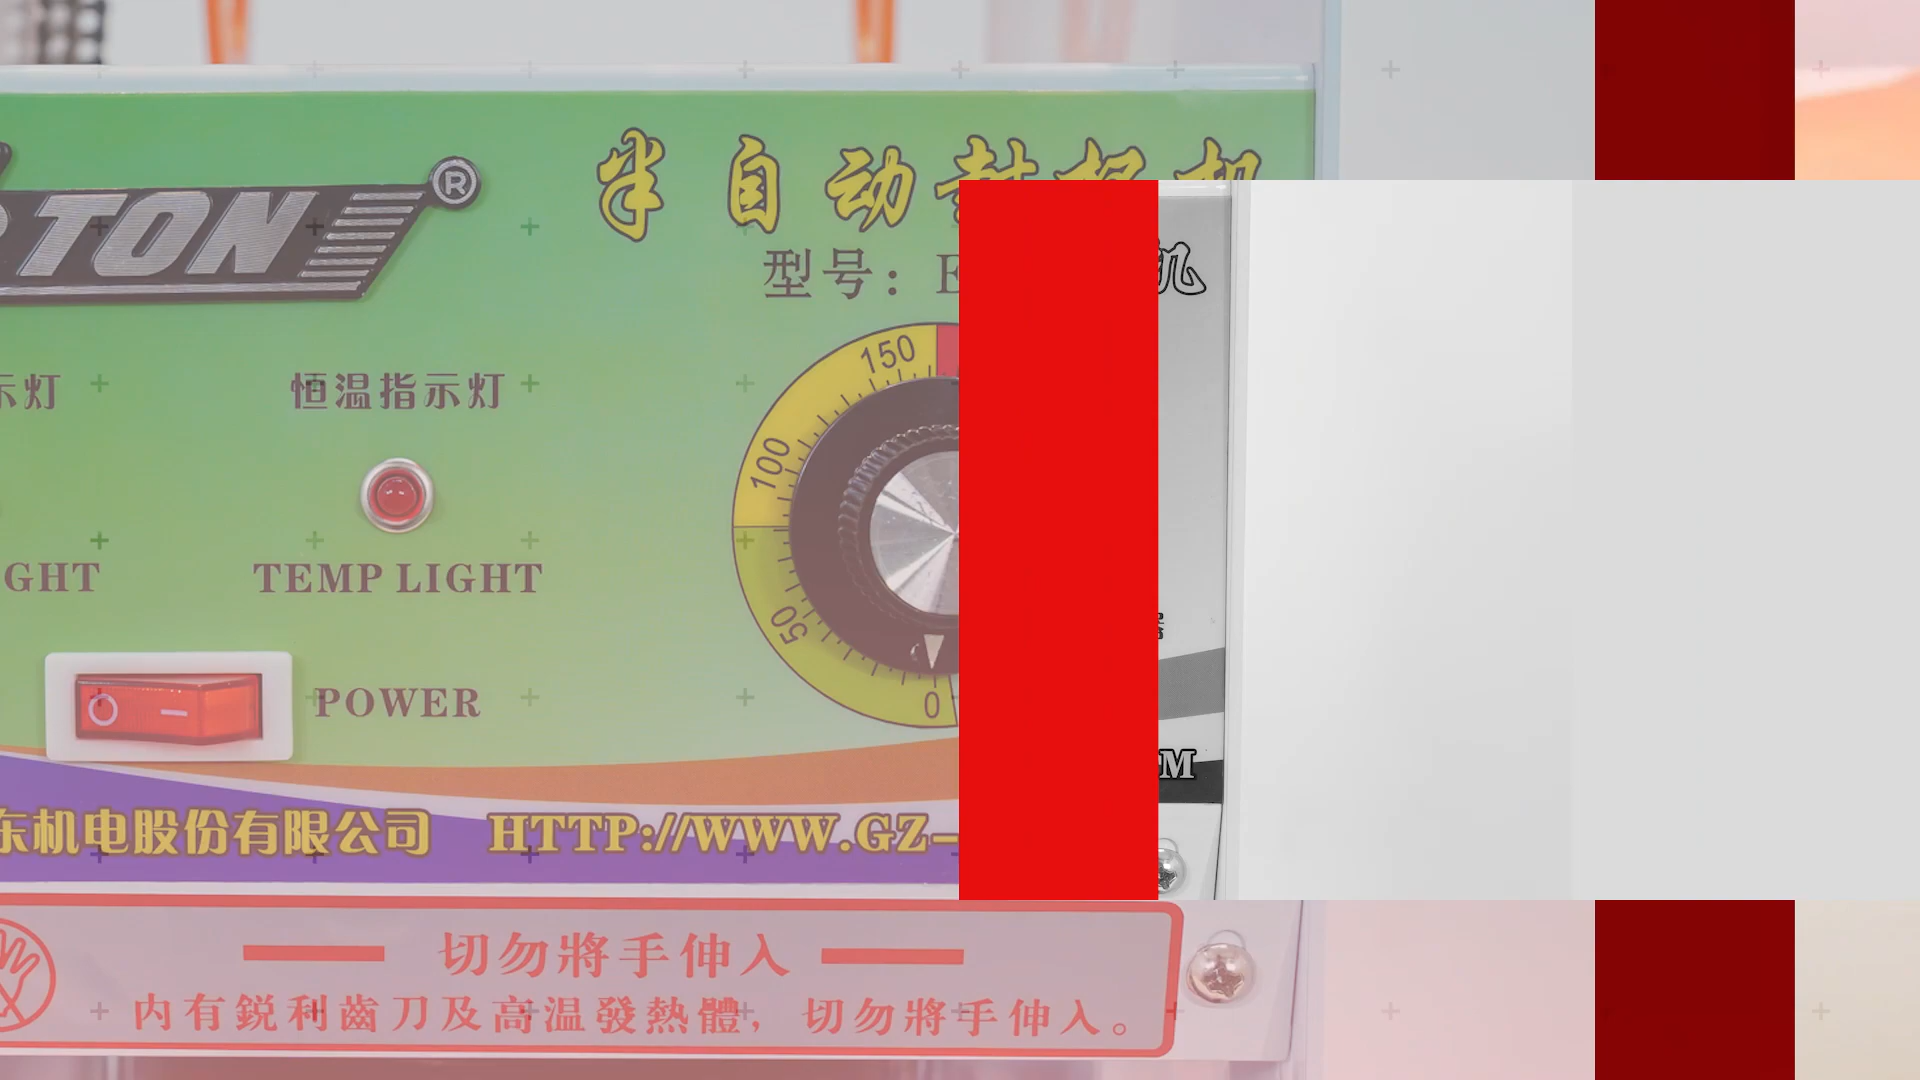 TON®
半自动封杯机
型号：E
150
100
50
0
示灯
恒温指示灯
GHT
TEMP LIGHT
POWER
机
M
东机电股份有限公司 HTTP://WWW.GZ-
切勿將手伸入
内有銳利齒刀及高温發熱體，切勿將手伸入。